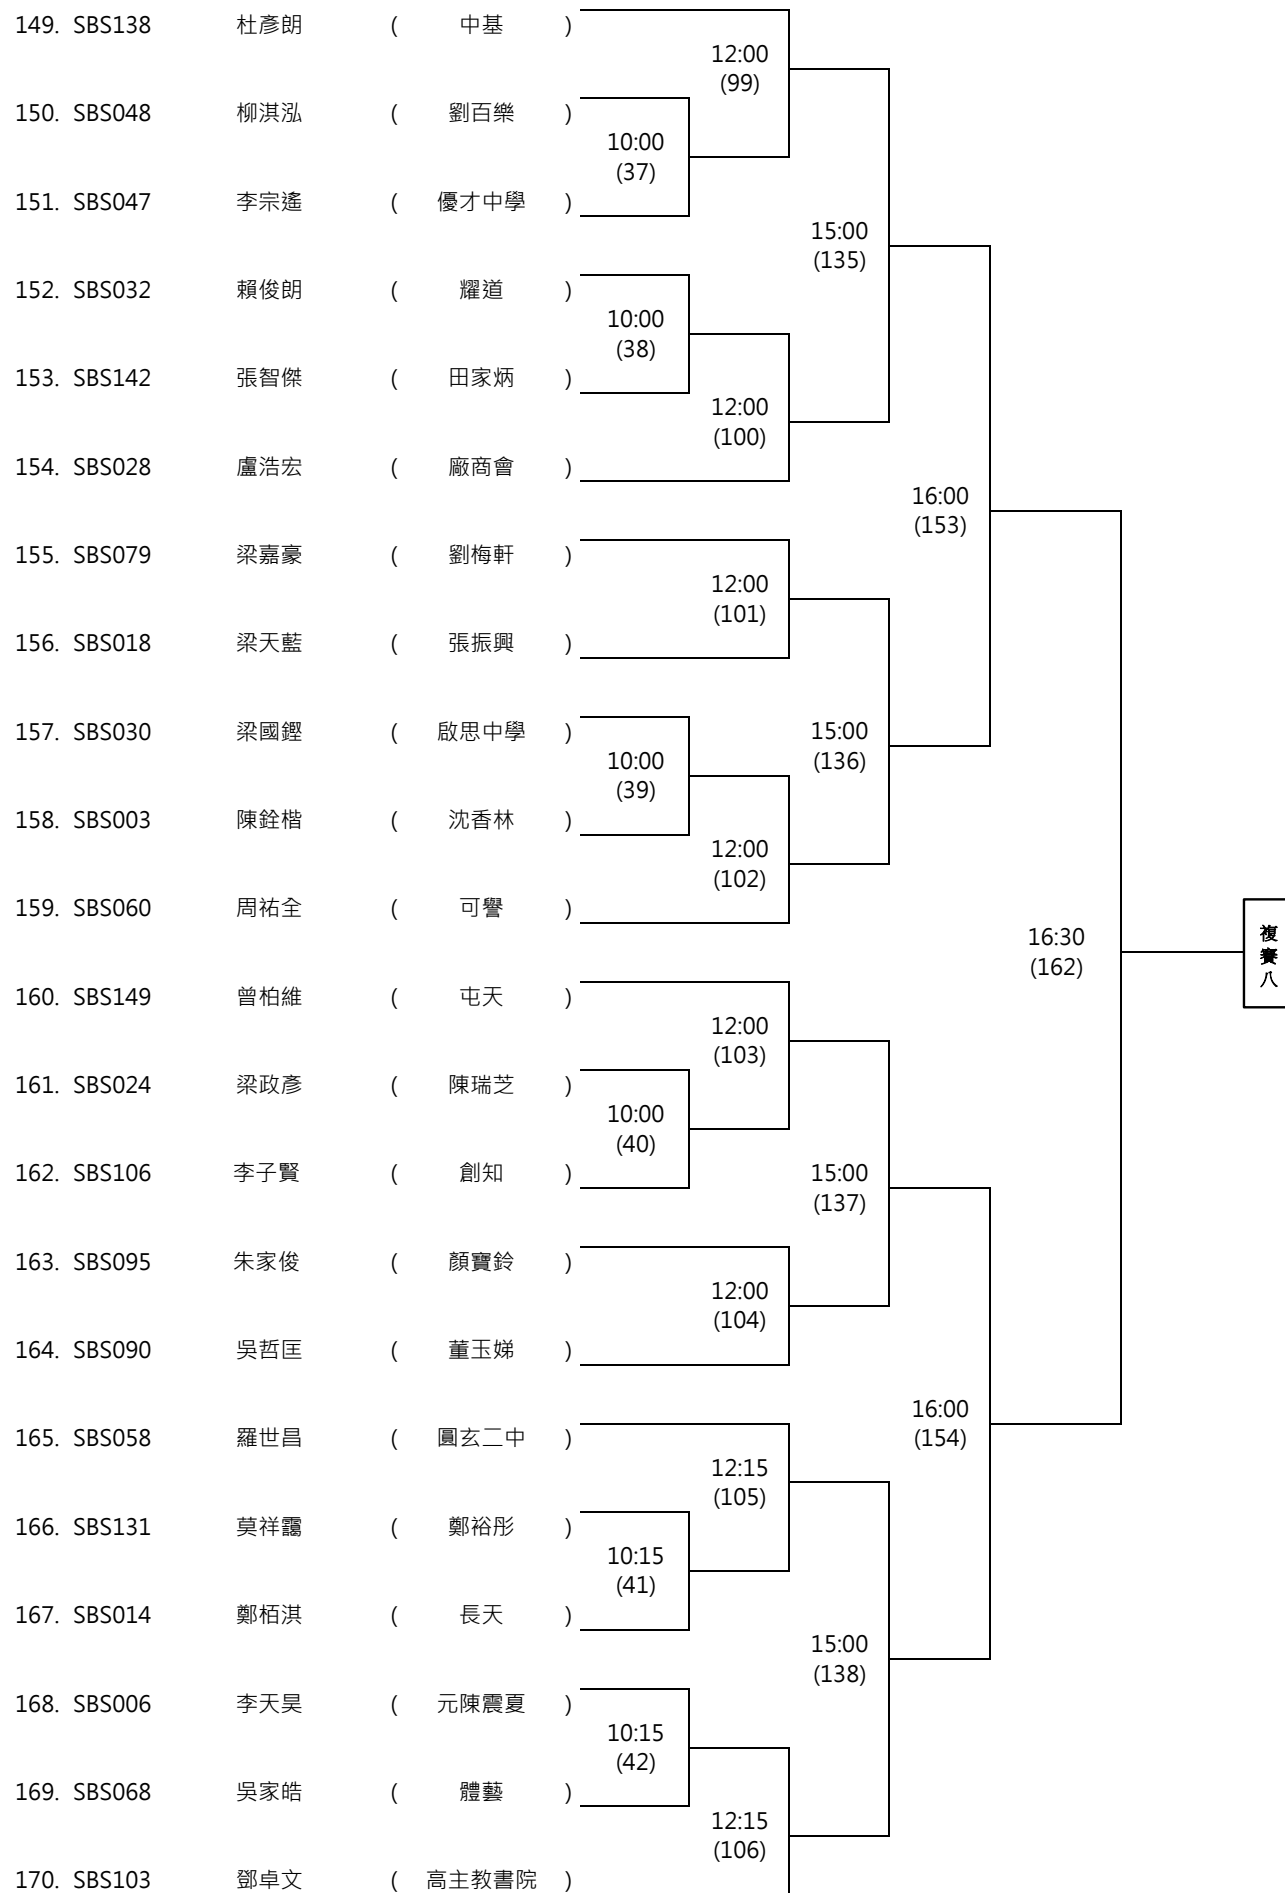 149. SBS138 杜彥朗 ( 中基 )
12:00
(99)
150. SBS048 柳淇泓 ( 劉百樂 )
10:00
(37)
151. SBS047 李宗遙 ( 優才中學 )
15:00
(135)
152. SBS032 賴俊朗 ( 耀道 )
10:00
(38)
153. SBS142 張智傑 ( 田家炳 )
12:00
(100)
154. SBS028 盧浩宏 ( 廠商會 )
16:00
(153)
155. SBS079 梁嘉豪 ( 劉梅軒 )
12:00
(101)
156. SBS018 梁天藍 ( 張振興 )
157. SBS030 梁國鏗 ( 啟思中學 )
15:00
(136)
10:00
(39)
158. SBS003 陳銓楷 ( 沈香林 )
12:00
(102)
159. SBS060 周祐全 ( 可譽 )
16:30
(162)
複賽八
160. SBS149 曾柏維 ( 屯天 )
12:00
(103)
161. SBS024 梁政彥 ( 陳瑞芝 )
10:00
(40)
162. SBS106 李子賢 ( 創知 )
15:00
(137)
163. SBS095 朱家俊 ( 顏寶鈴 )
12:00
(104)
164. SBS090 吳哲匡 ( 董玉娣 )
16:00
(154)
165. SBS058 羅世昌 ( 圓玄二中 )
12:15
(105)
166. SBS131 莫祥靄 ( 鄭裕彤 )
10:15
(41)
167. SBS014 鄭栢淇 ( 長天 )
15:00
(138)
168. SBS006 李天昊 ( 元陳震夏 )
10:15
(42)
169. SBS068 吳家皓 ( 體藝 )
12:15
(106)
170. SBS103 鄧卓文 ( 高主教書院 )